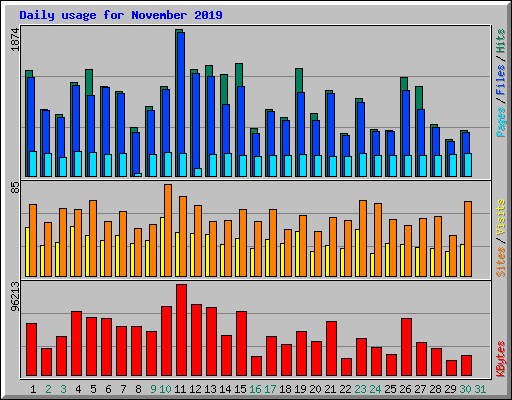 Daily usage for November 2019
1874
Pages / Files / Hits
85
Sites / Visits
96213
KBytes
1 2 3 4 5 6 7 8 9 10 11 12 13 14 15 16 17 18 19 20 21 22 23 24 25 26 27 28 29 30 31